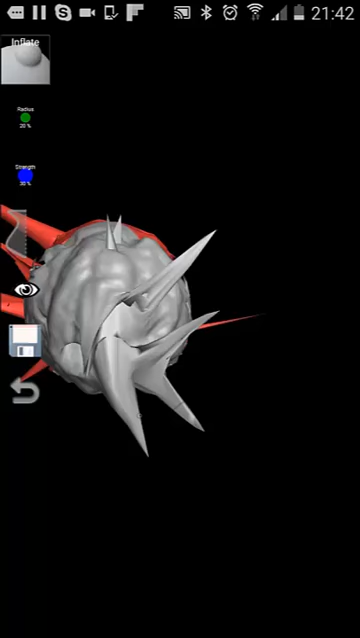 21:42
Inflate
Radius
20 %
Strength
30 %